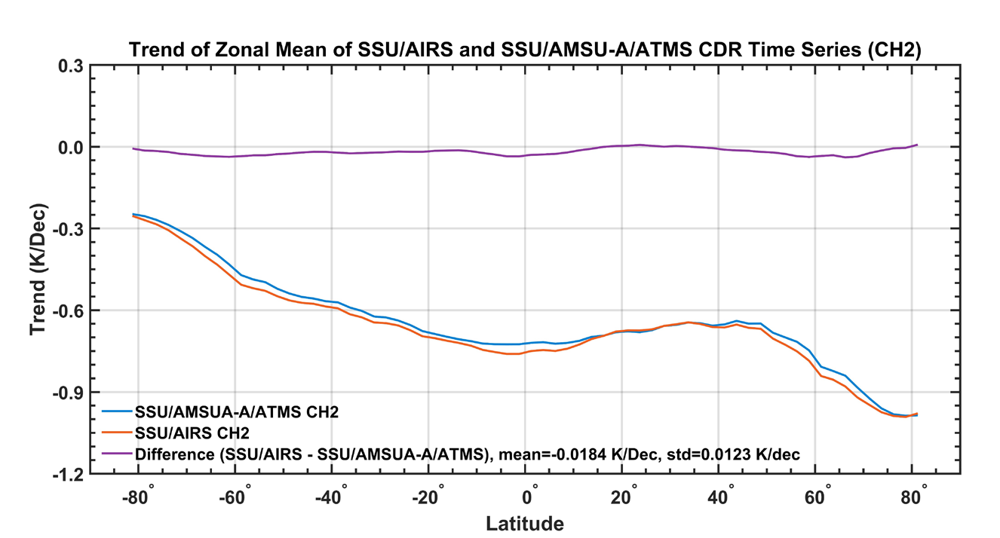 Trend of Zonal Mean of SSU/AIRS and SSU/AMSU-A/ATMS CDR Time Series (CH2)
0.3
0.0
-0.3
-0.6
-0.9
-1.2
Trend (K/Dec)
SSU/AMSUA-A/ATMS CH2
SSU/AIRS CH2
Difference (SSU/AIRS - SSU/AMSUA-A/ATMS), mean=-0.0184 K/Dec, std=0.0123 K/dec
-80° -60° -40° -20° 0° 20° 40° 60° 80°
Latitude